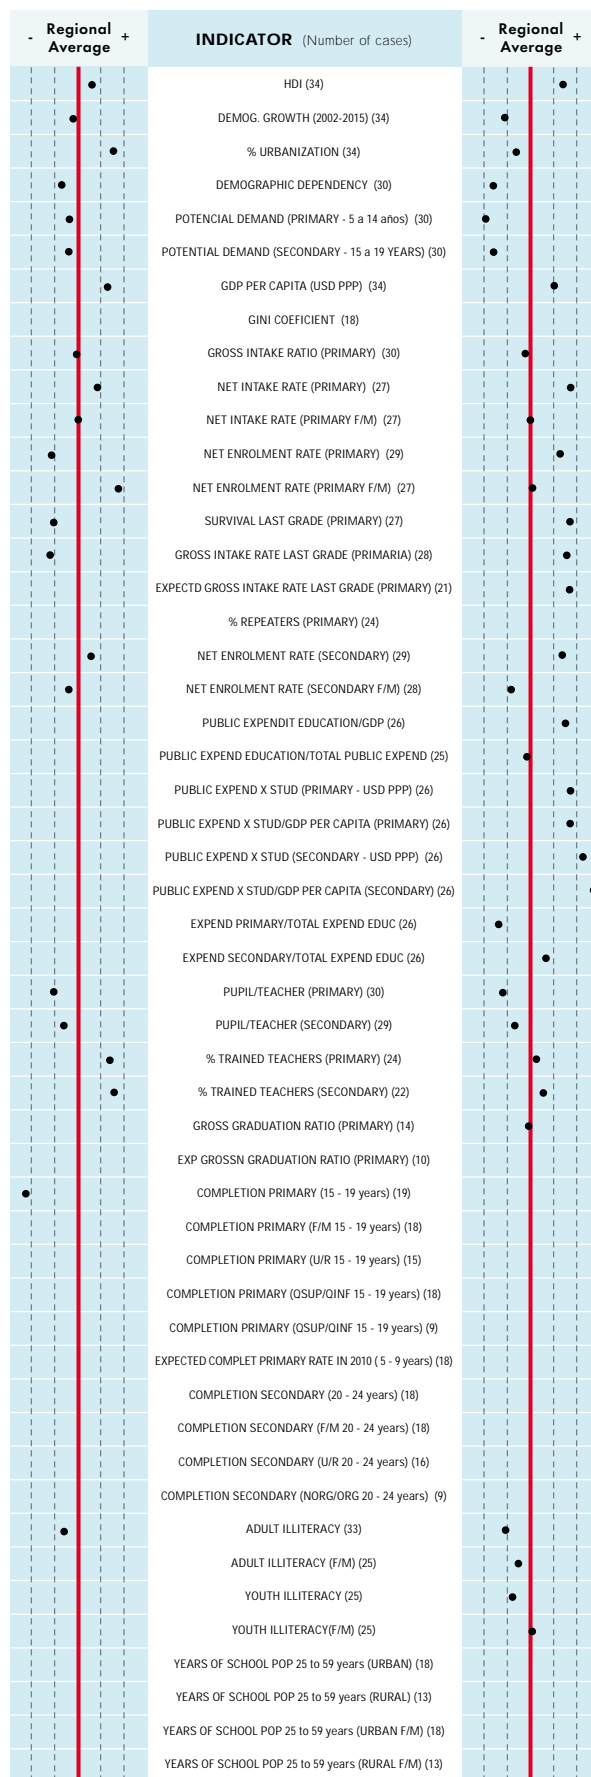 - Regional Average +
INDICATOR (Number of cases)
- Regional Average +
HDI (34)
DEMOG. GROWTH (2002-2015) (34)
% URBANIZATION (34)
DEMOGRAPHIC DEPENDENCY (30)
POTENCIAL DEMAND (PRIMARY - 5 a 14 años) (30)
POTENTIAL DEMAND (SECONDARY - 15 a 19 YEARS) (30)
GDP PER CAPITA (USD PPP) (34)
GINI COEFICIENT (18)
GROSS INTAKE RATIO (PRIMARY) (30)
NET INTAKE RATE (PRIMARY) (27)
NET INTAKE RATE (PRIMARY F/M) (27)
NET ENROLMENT RATE (PRIMARY) (29)
NET ENROLMENT RATE (PRIMARY F/M) (27)
SURVIVAL LAST GRADE (PRIMARY) (27)
GROSS INTAKE RATE LAST GRADE (PRIMARIA) (28)
EXPECTD GROSS INTAKE RATE LAST GRADE (PRIMARY) (21)
% REPEATERS (PRIMARY) (24)
NET ENROLMENT RATE (SECONDARY) (29)
NET ENROLMENT RATE (SECONDARY F/M) (28)
PUBLIC EXPENDIT EDUCATION/GDP (26)
PUBLIC EXPEND EDUCATION/TOTAL PUBLIC EXPEND (25)
PUBLIC EXPEND X STUD (PRIMARY - USD PPP) (26)
PUBLIC EXPEND X STUD/GDP PER CAPITA (PRIMARY) (26)
PUBLIC EXPEND X STUD (SECONDARY - USD PPP) (26)
PUBLIC EXPEND X STUD/GDP PER CAPITA (SECONDARY) (26)
EXPEND PRIMARY/TOTAL EXPEND EDUC (26)
EXPEND SECONDARY/TOTAL EXPEND EDUC (26)
PUPIL/TEACHER (PRIMARY) (30)
PUPIL/TEACHER (SECONDARY) (29)
% TRAINED TEACHERS (PRIMARY) (24)
% TRAINED TEACHERS (SECONDARY) (22)
GROSS GRADUATION RATIO (PRIMARY) (14)
EXP GROSSN GRADUATION RATIO (PRIMARY) (10)
COMPLETION PRIMARY (15 - 19 years) (19)
COMPLETION PRIMARY (F/M 15 - 19 years) (18)
COMPLETION PRIMARY (U/R 15 - 19 years) (15)
COMPLETION PRIMARY (QSUP/QINF 15 - 19 years) (18)
COMPLETION PRIMARY (QSUP/QINF 15 - 19 years) (9)
EXPECTED COMPLET PRIMARY RATE IN 2010 ( 5 - 9 years) (18)
COMPLETION SECONDARY (20 - 24 years) (18)
COMPLETION SECONDARY (F/M 20 - 24 years) (18)
COMPLETION SECONDARY (U/R 20 - 24 years) (16)
COMPLETION SECONDARY (NORG/ORG 20 - 24 years) (9)
ADULT ILLITERACY (33)
ADULT ILLITERACY (F/M) (25)
YOUTH ILLITERACY (25)
YOUTH ILLITERACY(F/M) (25)
YEARS OF SCHOOL POP 25 to 59 years (URBAN) (18)
YEARS OF SCHOOL POP 25 to 59 years (RURAL) (13)
YEARS OF SCHOOL POP 25 to 59 years (URBAN F/M) (18)
YEARS OF SCHOOL POP 25 to 59 years (RURAL F/M) (13)